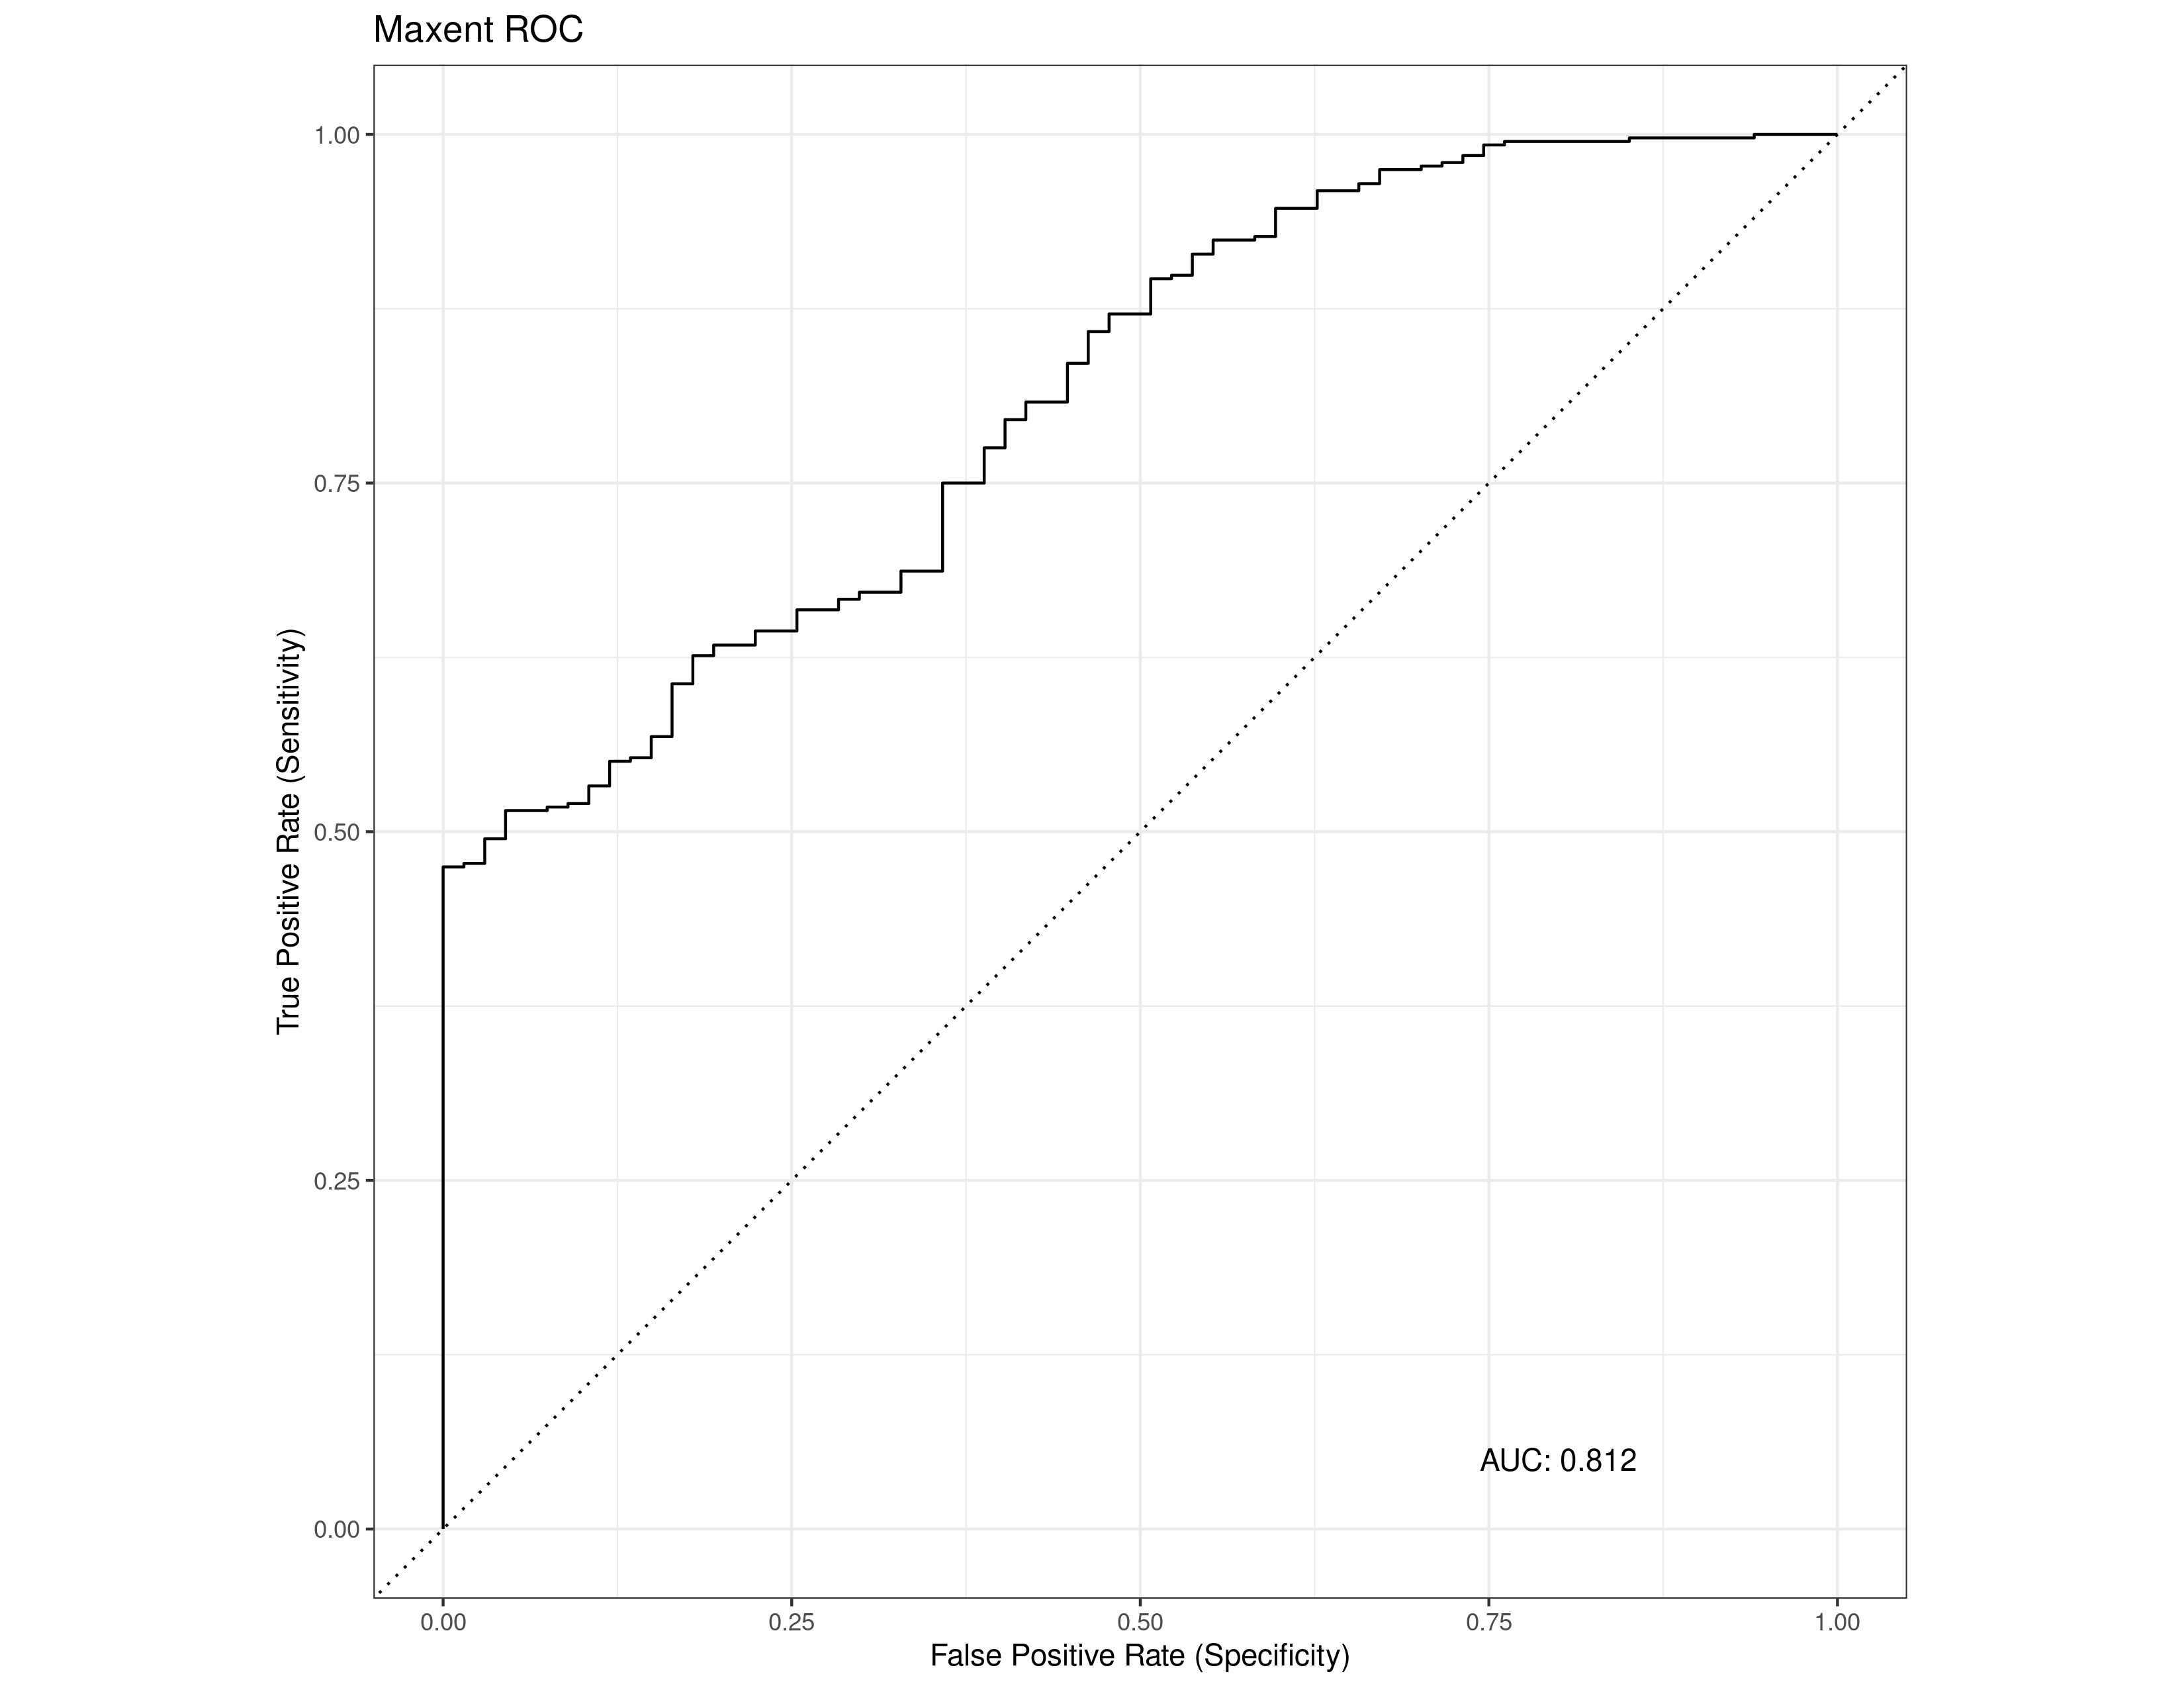 Maxent ROC
True Positive Rate (Sensitivity)
1.00
0.75
0.50
0.25
0.00
AUC: 0.812
0.00 0.25 0.50 0.75 1.00
False Positive Rate (Specificity)